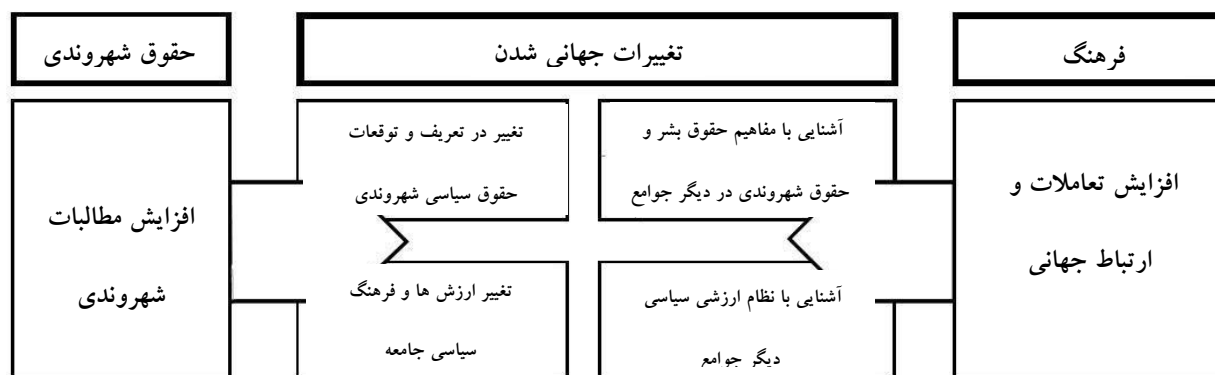 فرهنگ
تغییرات جهانی شدن
حقوق شهروندی
افزایش تعاملات و
ارتباط جهانی
آشنایی با مفاهیم حقوق بشر و
حقوق شهروندی در دیگر جوامع
تغییر در تعریف و توقعات
حقوق سیاسی شهروندی
آشنایی با نظام ارزشی سیاسی
دیگر جوامع
تغییر ارزش ها و فرهنگ
سیاسی جامعه
افزایش مطالبات
شهروندی